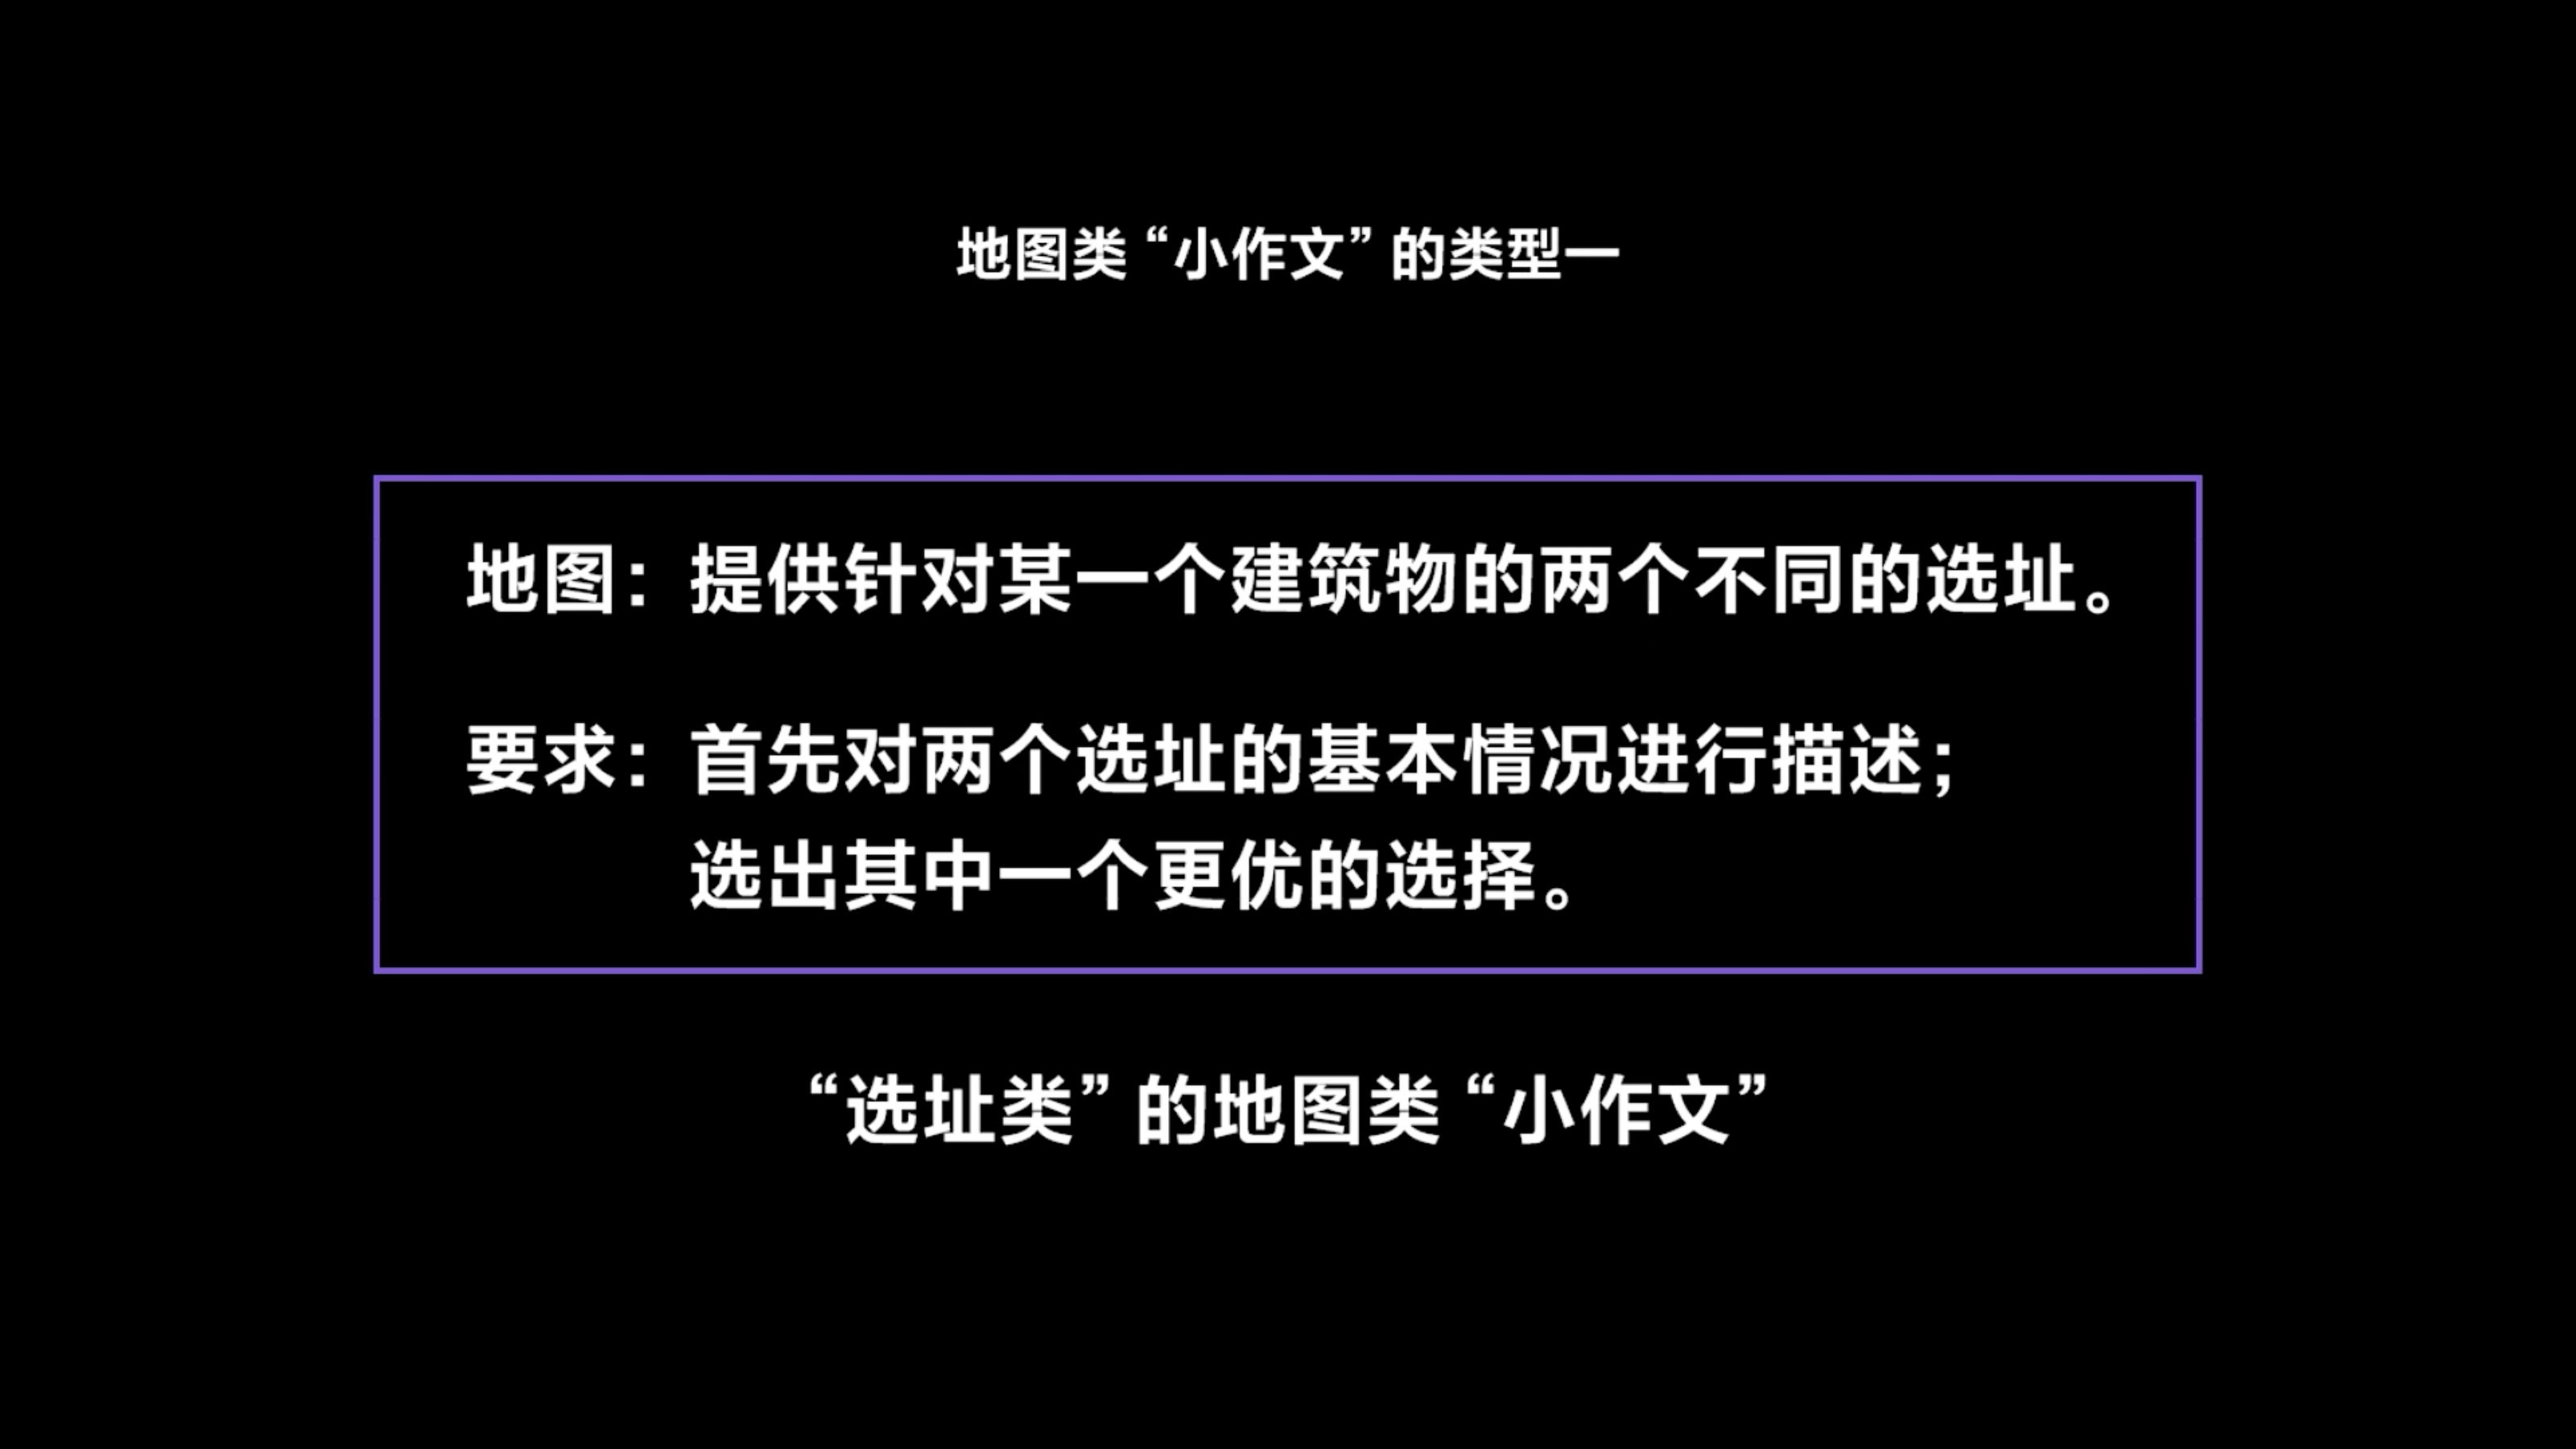 地图类“小作文”的类型一
地图：提供针对某一个建筑物的两个不同的选址。
要求：首先对两个选址的基本情况进行描述；
选出其中一个更优的选择。
“选址类”的地图类“小作文”